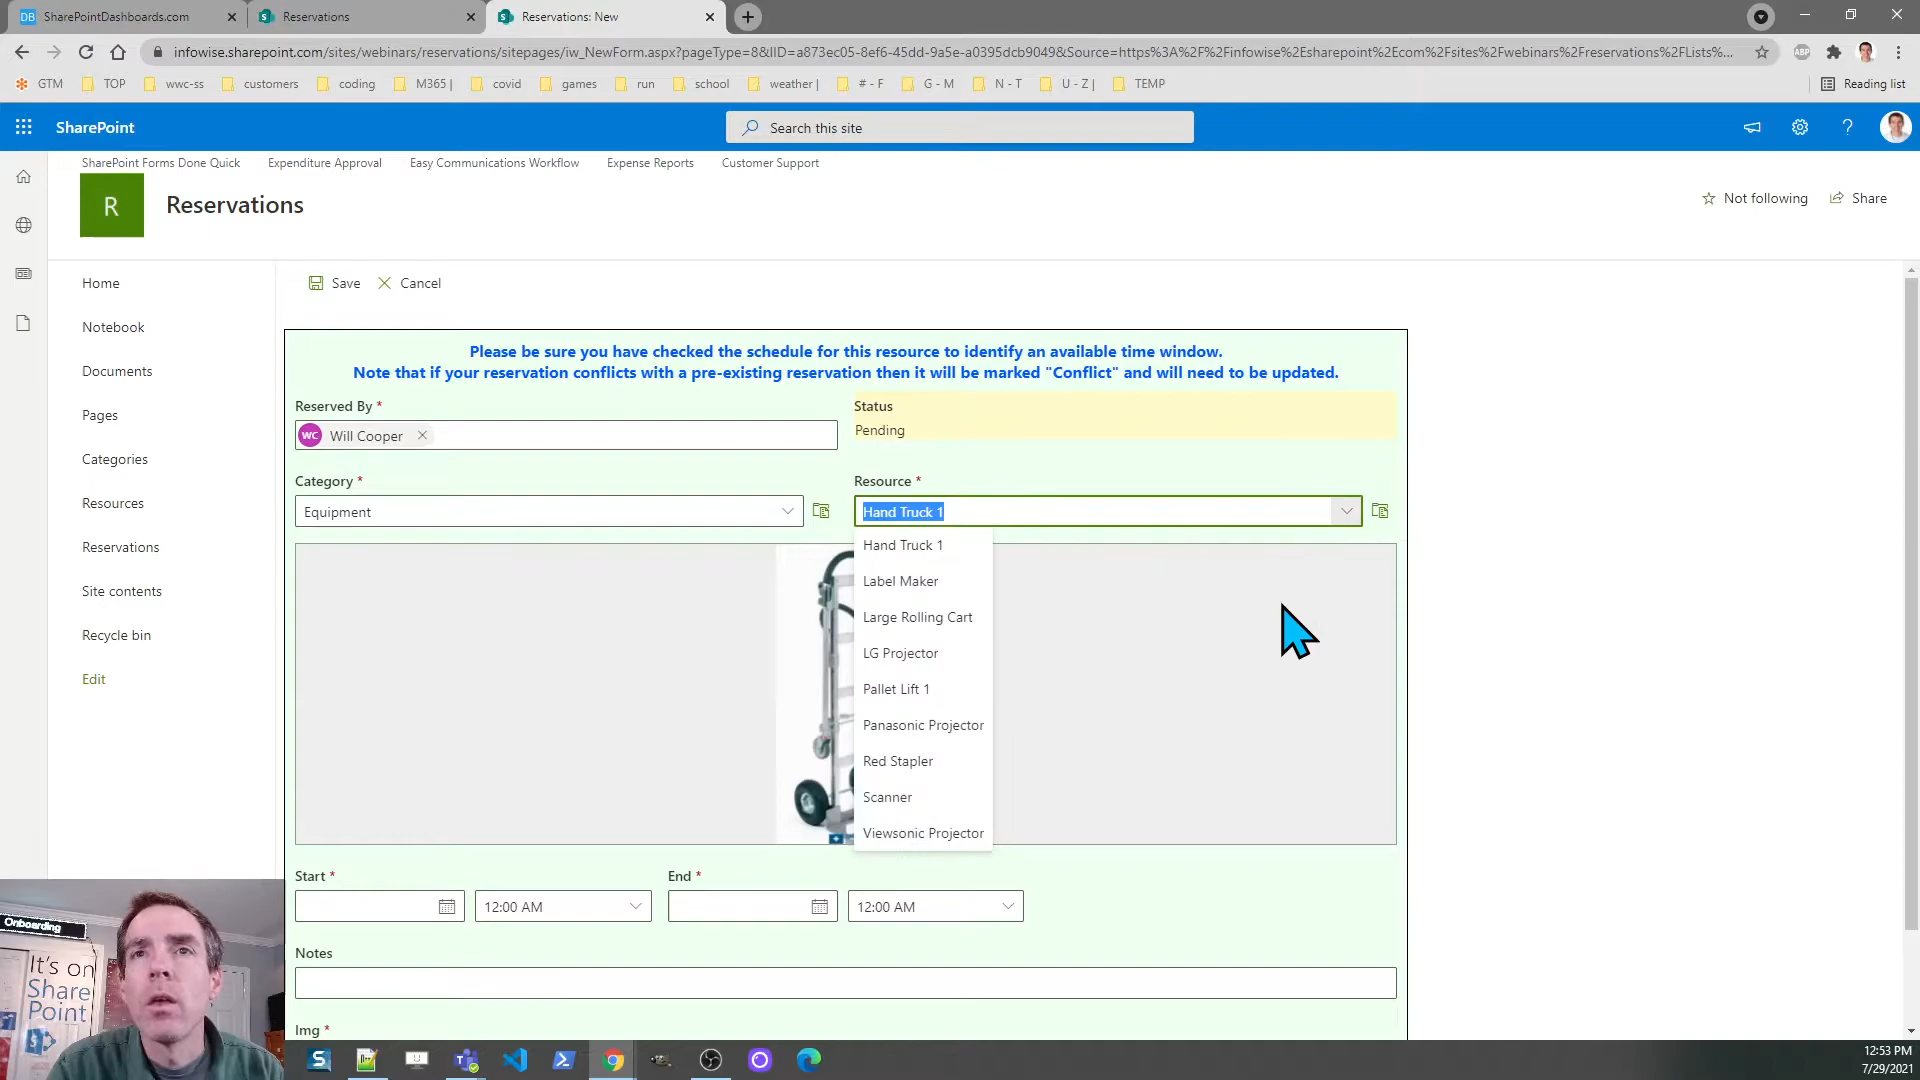 DB SharePointDashboards.com
Reservations
Reservations: New
infowise.sharepoint.com/sites/webinars/reservations/sitepages/iw_NewForm.aspx?pageType=8&IID=a873ec05-8ef6-45dd-9a5e-a0395dcb9049&Source=https%3A%2F%2Finfowise%2Esharepoint%2Ecom%2Fsites%2Fwebinars%2Freservations%2FLists%...
ABP
GTM
TOP
wwc-ss
customers
coding
M365 |
covid
games
run
school
weather |
# - F
G - M
N - T
U - Z |
TEMP
Reading list
SharePoint
Search this site
SharePoint Forms Done Quick
Expenditure Approval
Easy Communications Workflow
Expense Reports
Customer Support
R
Reservations
Not following
Share
Home
Notebook
Documents
Pages
Categories
Resources
Reservations
Site contents
Recycle bin
Edit
Save
Cancel
Please be sure you have checked the schedule for this resource to identify an available time window.
Note that if your reservation conflicts with a pre-existing reservation then it will be marked "Conflict" and will need to be updated.
Reserved By *
WC Will Cooper
Status
Pending
Category *
Equipment
Resource *
Hand Truck 1
Hand Truck 1
Label Maker
Large Rolling Cart
LG Projector
Pallet Lift 1
Panasonic Projector
Red Stapler
Scanner
Viewsonic Projector
Start *
12:00 AM
End *
12:00 AM
Notes
Img *
Onboarding
It's on
Share
Point
12:53 PM
7/29/2021